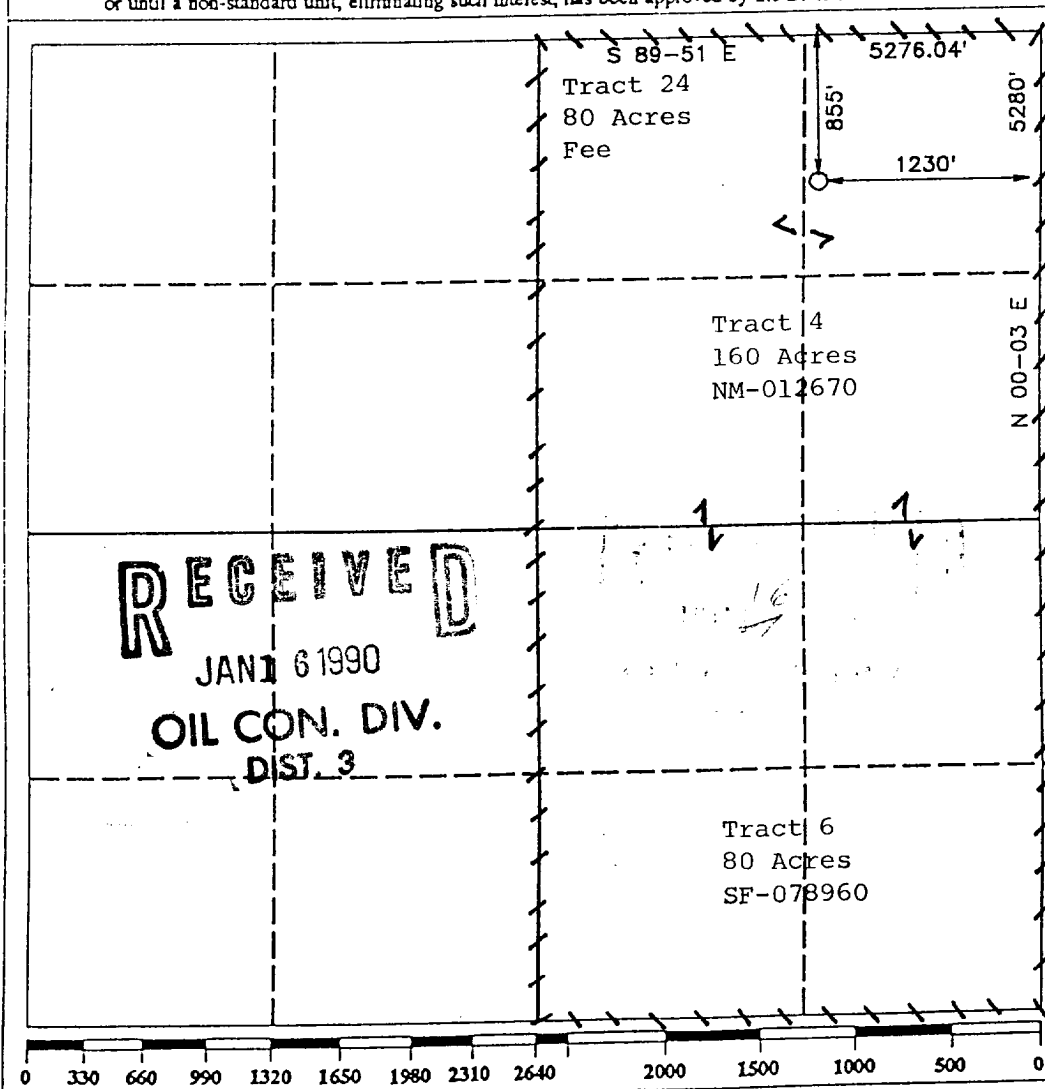 or until a non-standard unit, eliminating such interest, has been approved by the
S 89-51 E
5276.04'
Tract 24
80 Acres
Fee
855'
5280'
1230'
Tract 4
160 Acres
NM-012670
N 00-03 E
RECEIVED
JAN 16 1990
OIL CON. DIV.
DIST. 3
16
Tract 6
80 Acres
SF-078960
0 330 660 990 1320 1650 1980 2310 2640 2000 1500 1000 500 0